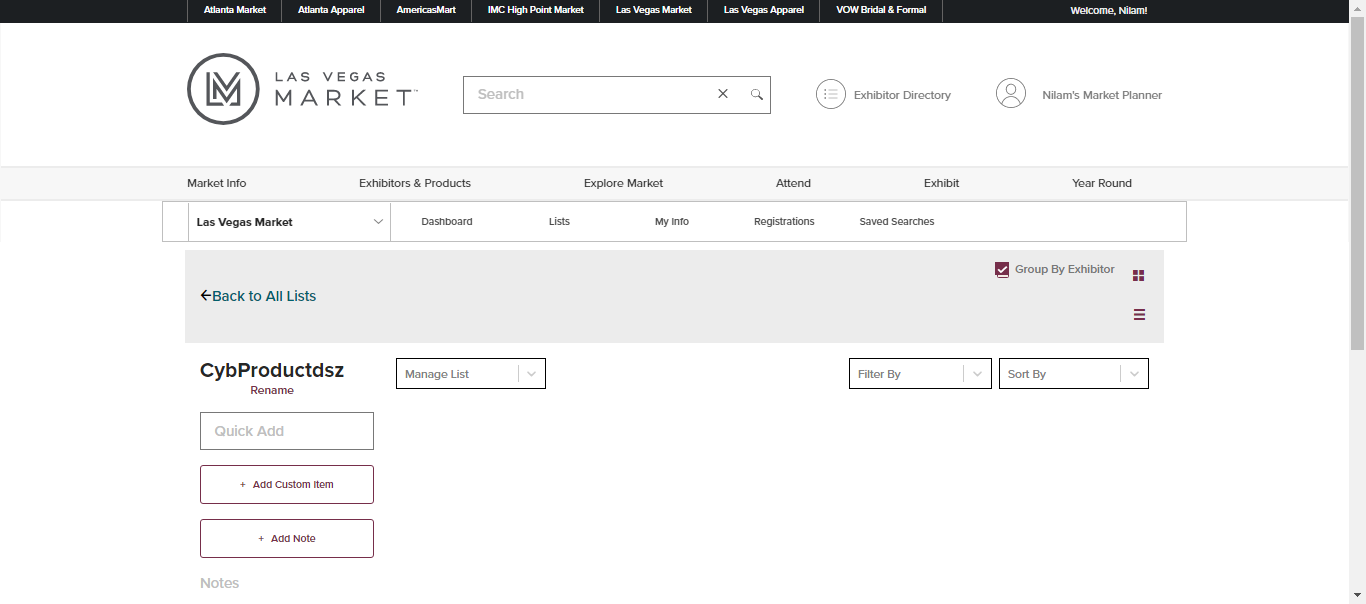 Atlanta Market Atlanta Apparel AmericasMart IMC High Point Market Las Vegas Market Las Vegas Apparel VOW Bridal & Formal Welcome, Nilam!
LAS VEGAS
MARKET™
Search
Exhibitor Directory
Nilam's Market Planner
Market Info Exhibitors & Products Explore Market Attend Exhibit Year Round
Las Vegas Market Dashboard Lists My Info Registrations Saved Searches
Group By Exhibitor
←Back to All Lists
CybProductdsz
Rename
Manage List
Filter By
Sort By
Quick Add
+ Add Custom Item
+ Add Note
Notes